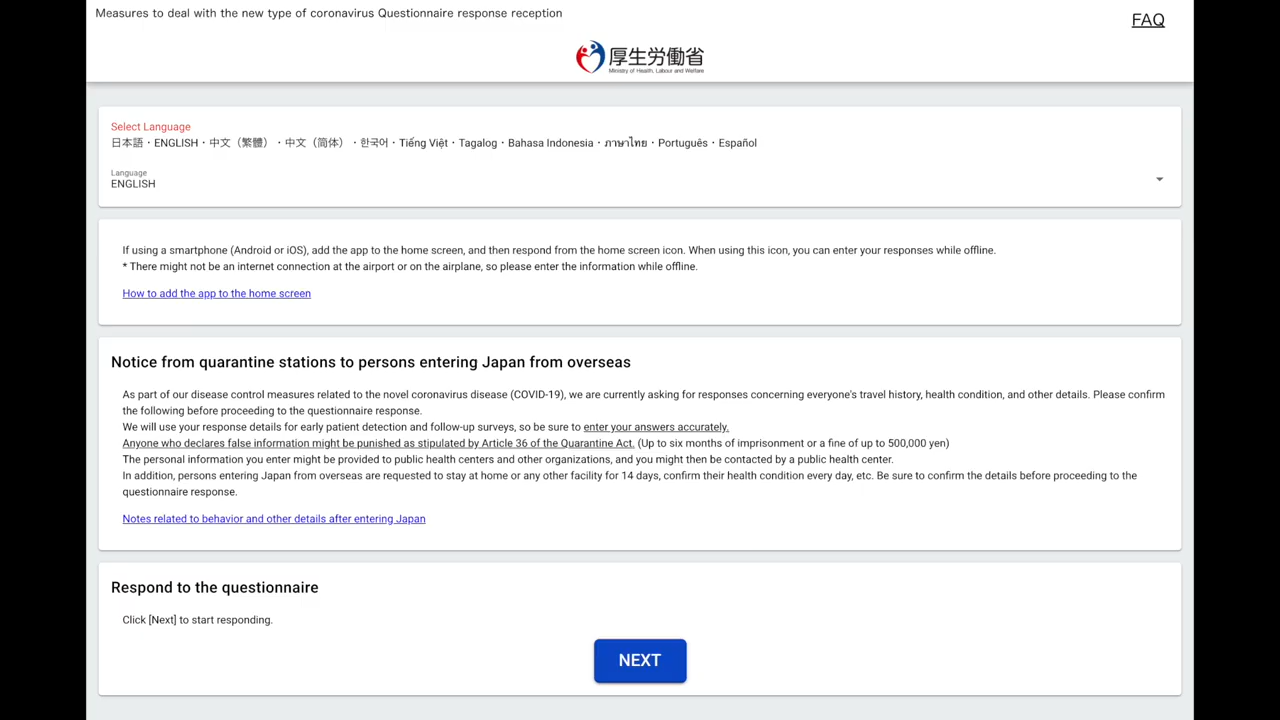 Measures to deal with the new type of coronavirus Questionnaire response reception
FAQ
厚生労働省
Ministry of Health, Labour and Welfare
Select Language
日本語・ENGLISH・中文（繁體）・中文（简体）・한국어・Tiếng Việt・Tagalog・Bahasa Indonesia・ภาษาไทย・Português・Español
Language
ENGLISH
If using a smartphone (Android or iOS), add the app to the home screen, and then respond from the home screen icon. When using this icon, you can enter your responses while offline.
* There might not be an internet connection at the airport or on the airplane, so please enter the information while offline.
How to add the app to the home screen
Notice from quarantine stations to persons entering Japan from overseas
As part of our disease control measures related to the novel coronavirus disease (COVID-19), we are currently asking for responses concerning everyone's travel history, health condition, and other details. Please confirm
the following before proceeding to the questionnaire response.
We will use your response details for early patient detection and follow-up surveys, so be sure to enter your answers accurately.
Anyone who declares false information might be punished as stipulated by Article 36 of the Quarantine Act. (Up to six months of imprisonment or a fine of up to 500,000 yen)
The personal information you enter might be provided to public health centers and other organizations, and you might then be contacted by a public health center.
In addition, persons entering Japan from overseas are requested to stay at home or any other facility for 14 days, confirm their health condition every day, etc. Be sure to confirm the details before proceeding to the
questionnaire response.
Notes related to behavior and other details after entering Japan
Respond to the questionnaire
Click [Next] to start responding.
NEXT